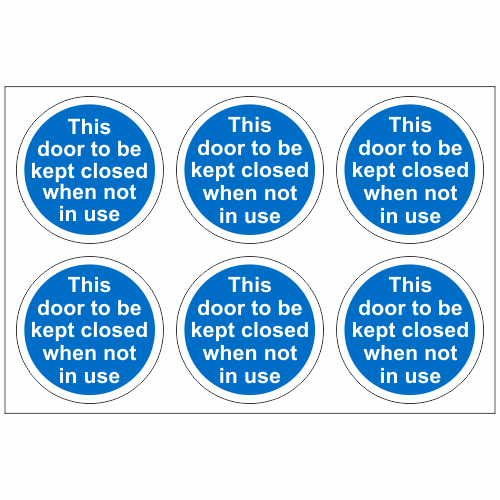 This
door to be
kept closed
when not
in use
This
door to be
kept closed
when not
in use
This
door to be
kept closed
when not
in use
This
door to be
kept closed
when not
in use
This
door to be
kept closed
when not
in use
This
door to be
kept closed
when not
in use